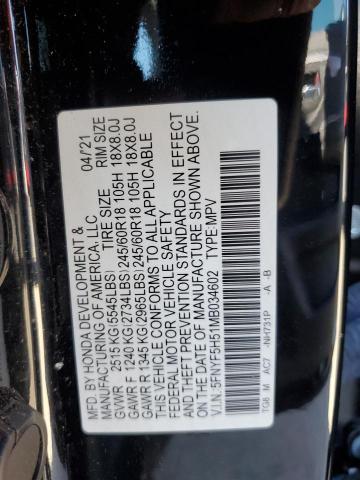 MFD. BY HONDA DEVELOPMENT & 04/21
MANUFACTURING OF AMERICA, LLC
GVWR 2515 KG(5545LBS) TIRE SIZE RIM SIZE
GAWR F 1240 KG(2734LBS) 245/60R18 105H 18X8.0J
GAWR R 1345 KG(2965LBS) 245/60R18 105H 18X8.0J
THIS VEHICLE CONFORMS TO ALL APPLICABLE
FEDERAL MOTOR VEHICLE SAFETY
AND THEFT PREVENTION STANDARDS IN EFFECT
ON THE DATE OF MANUFACTURE SHOWN ABOVE.
V.I.N. 5FNYF5H51MB034602 TYPE:MPV
TG8 M AC7 -NH731P -A -B